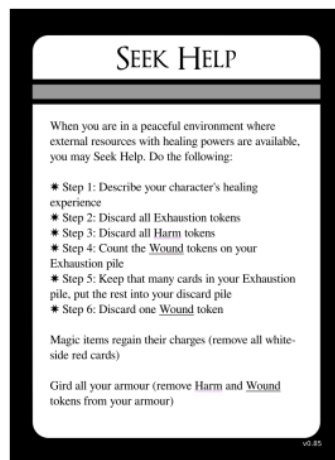 SEEK HELP
When you are in a peaceful environment where
external resources with healing powers are available,
you may Seek Help. Do the following:
✷ Step 1: Describe your character's healing
experience
✷ Step 2: Discard all Exhaustion tokens
✷ Step 3: Discard all Harm tokens
✷ Step 4: Count the Wound tokens on your
Exhaustion pile
✷ Step 5: Keep that many cards in your Exhaustion
pile, put the rest into your discard pile
✷ Step 6: Discard one Wound token
Magic items regain their charges (remove all white-
side red cards)
Gird all your armour (remove Harm and Wound
tokens from your armour)
v0.85